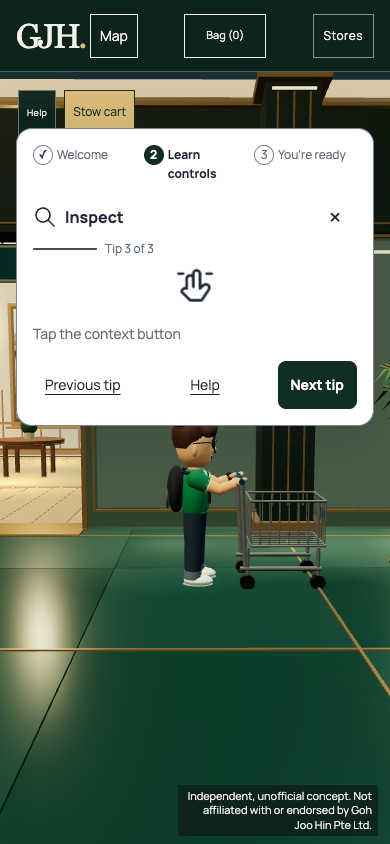 GJH.
Map
Bag (0)
Stores
Help
Stow cart
✓ Welcome
2 Learn
controls
3 You're ready
Inspect
Tip 3 of 3
Tap the context button
Previous tip
Help
Next tip
Independent, unofficial concept. Not
affiliated with or endorsed by Goh
Joo Hin Pte Ltd.